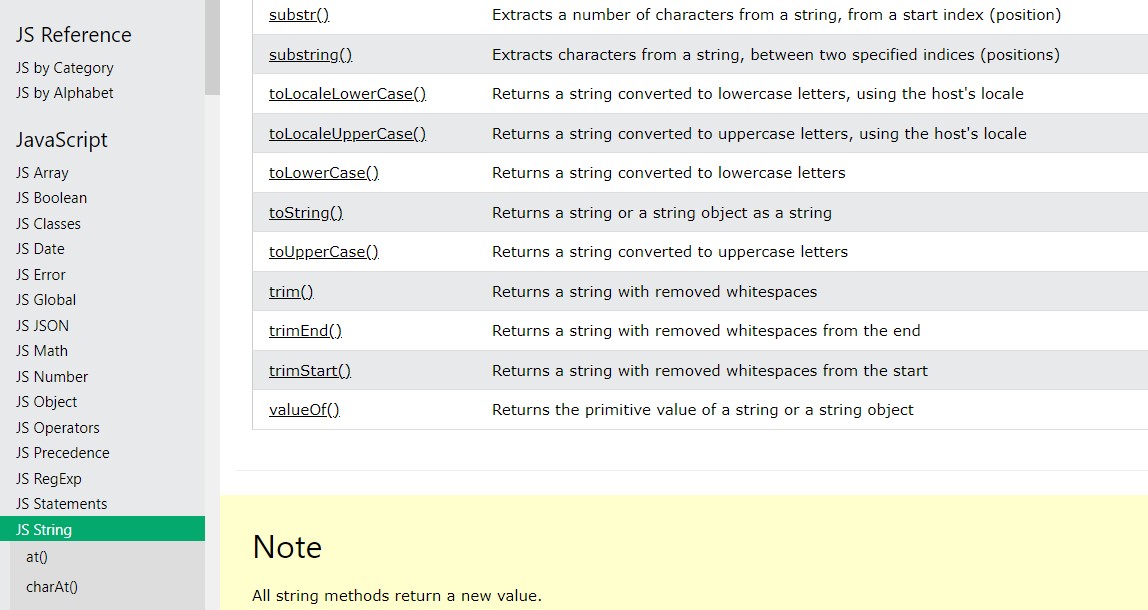 JS Reference
JS by Category
JS by Alphabet
JavaScript
JS Array
JS Boolean
JS Classes
JS Date
JS Error
JS Global
JS JSON
JS Math
JS Number
JS Object
JS Operators
JS Precedence
JS RegExp
JS Statements
JS String
at()
charAt()
substr() Extracts a number of characters from a string, from a start index (position)
substring() Extracts characters from a string, between two specified indices (positions)
toLocaleLowerCase() Returns a string converted to lowercase letters, using the host's locale
toLocaleUpperCase() Returns a string converted to uppercase letters, using the host's locale
toLowerCase() Returns a string converted to lowercase letters
toString() Returns a string or a string object as a string
toUpperCase() Returns a string converted to uppercase letters
trim() Returns a string with removed whitespaces
trimEnd() Returns a string with removed whitespaces from the end
trimStart() Returns a string with removed whitespaces from the start
valueOf() Returns the primitive value of a string or a string object
Note
All string methods return a new value.